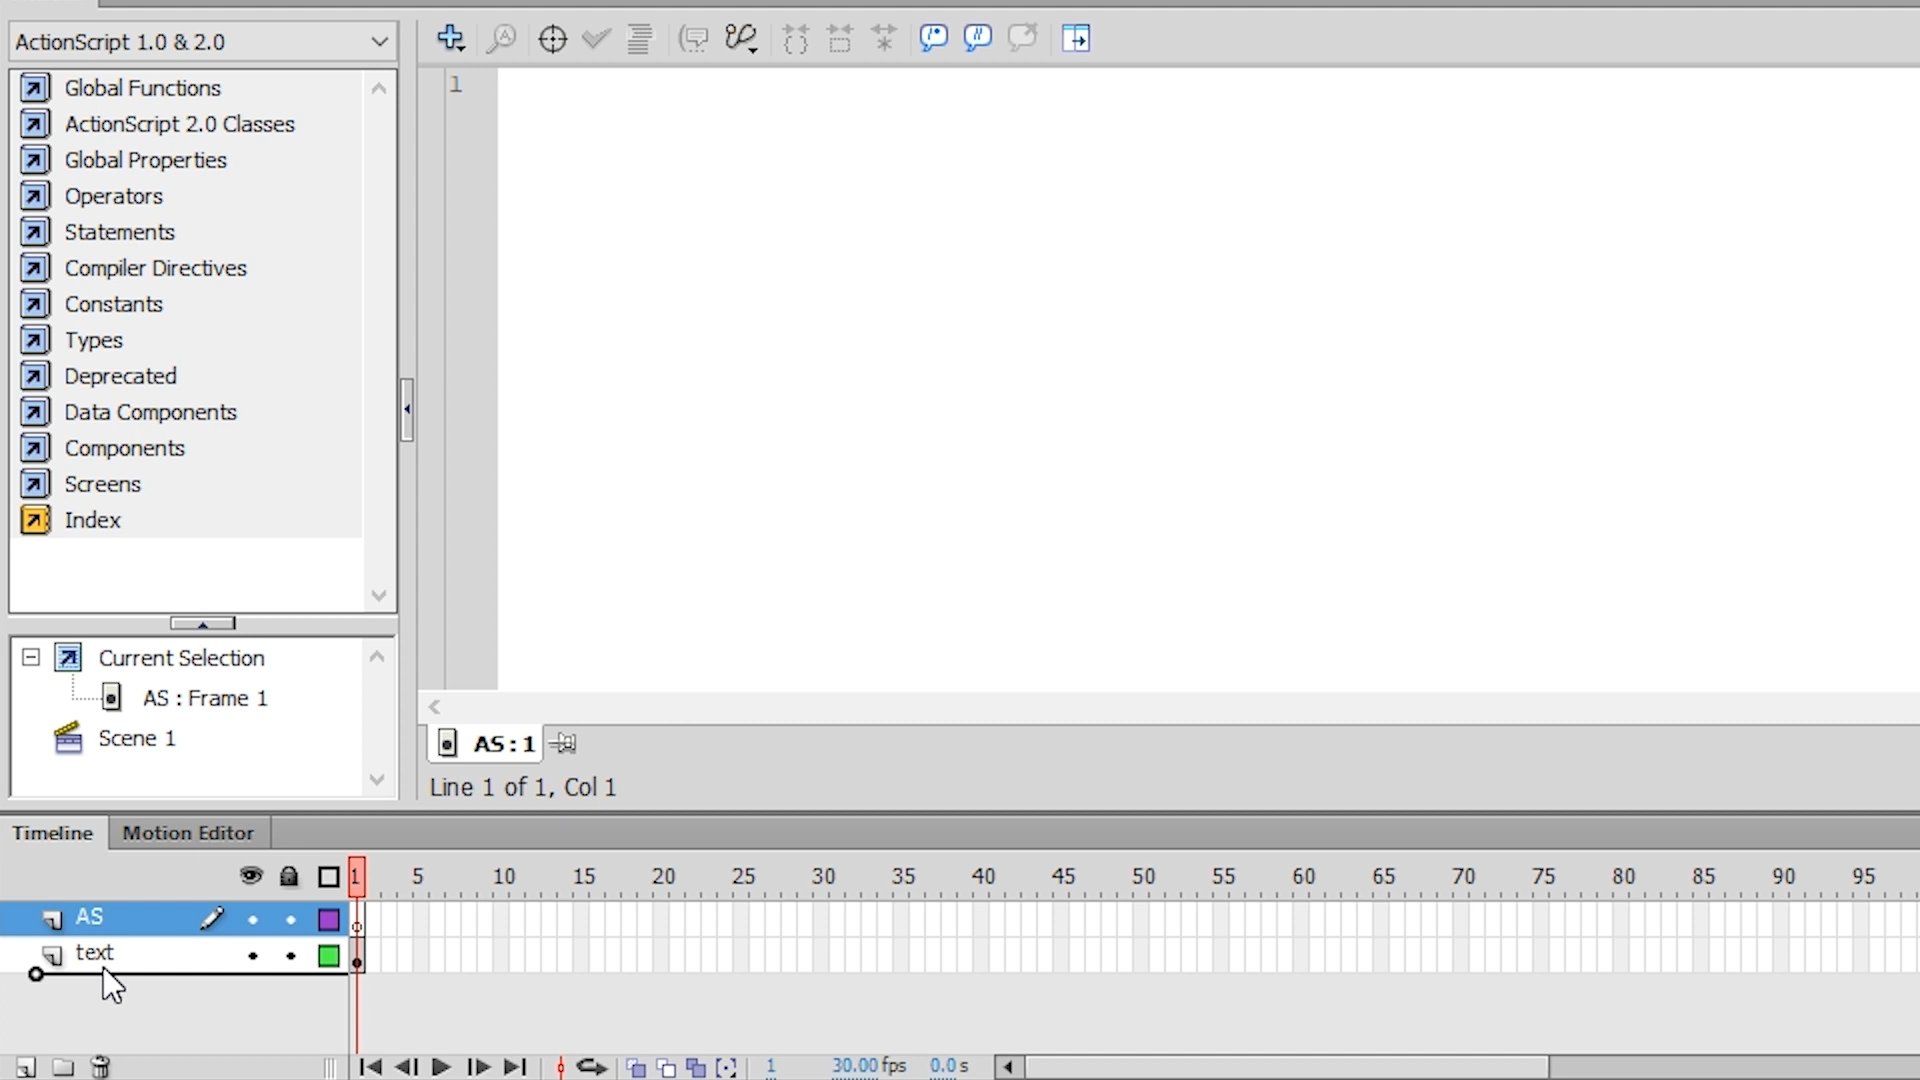 ActionScript 1.0 & 2.0
Global Functions
ActionScript 2.0 Classes
Global Properties
Operators
Statements
Compiler Directives
Constants
Types
Deprecated
Data Components
Components
Screens
Index
1
Current Selection
AS : Frame 1
Scene 1
AS : 1
Line 1 of 1, Col 1
Timeline Motion Editor
1 5 10 15 20 25 30 35 40 45 50 55 60 65 70 75 80 85 90 95
AS
text
1 30.00 fps 0.0 s